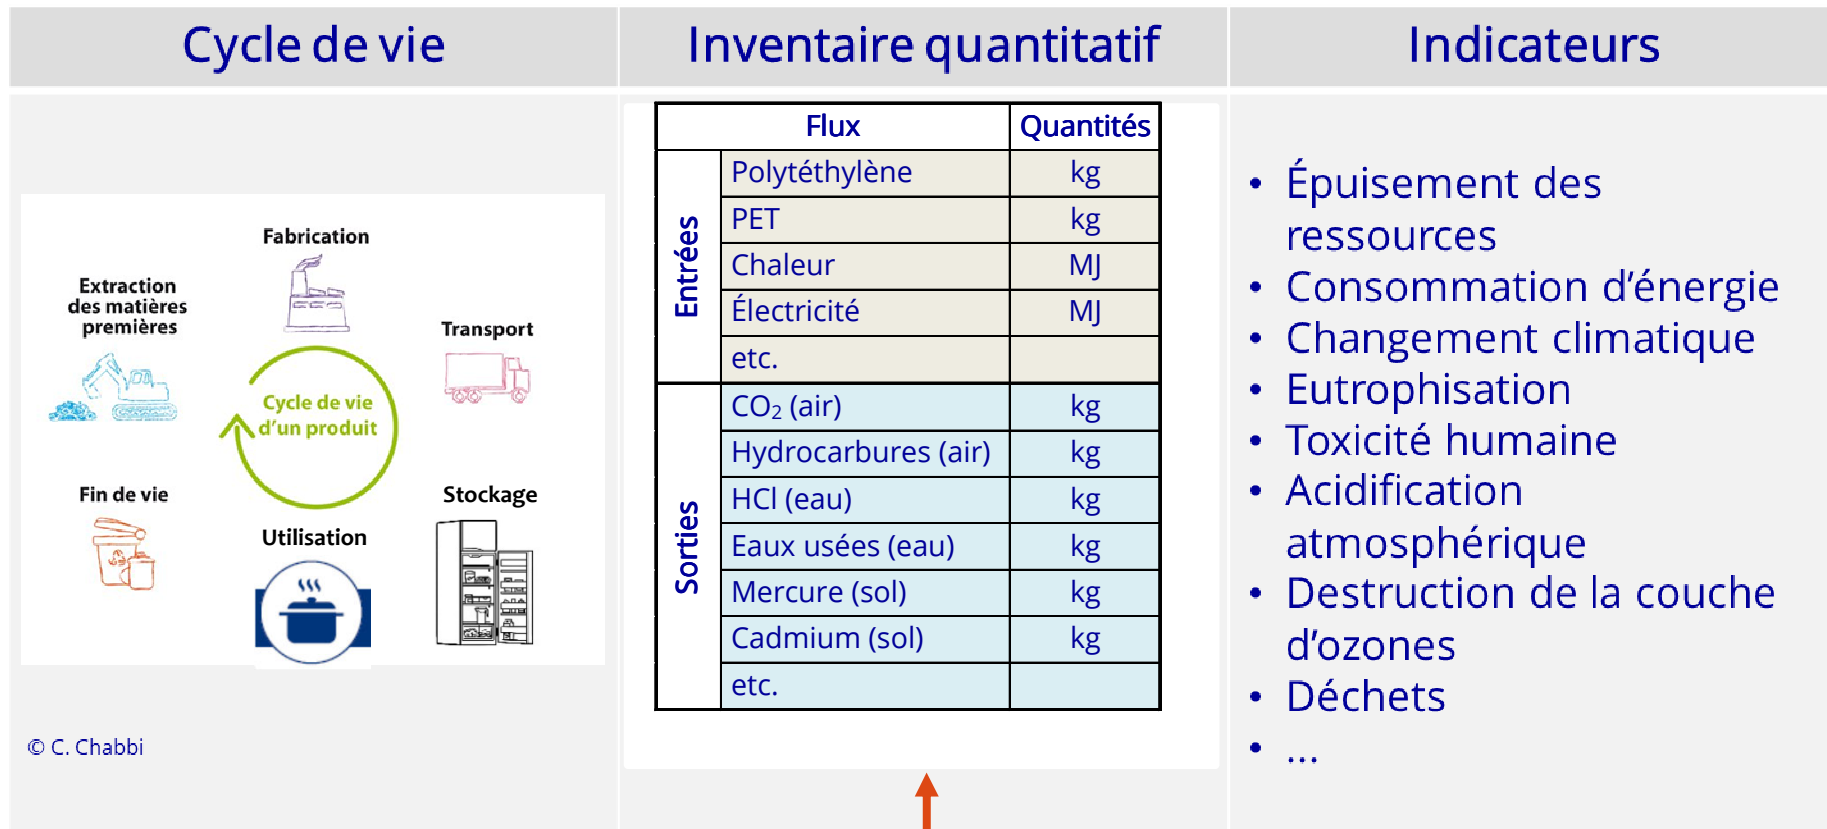 Cycle de vie
Inventaire quantitatif
Indicateurs
Fabrication
Extraction
des matières
premières
Transport
Cycle de vie
d'un produit
Fin de vie
Stockage
Utilisation
© C. Chabbi
Flux Quantités
Entrées
Polytéthylène kg
PET kg
Chaleur MJ
Électricité MJ
etc.
Sorties
CO₂ (air) kg
Hydrocarbures (air) kg
HCl (eau) kg
Eaux usées (eau) kg
Mercure (sol) kg
Cadmium (sol) kg
etc.
• Épuisement des
ressources
• Consommation d'énergie
• Changement climatique
• Eutrophisation
• Toxicité humaine
• Acidification
atmosphérique
• Destruction de la couche
d'ozones
• Déchets
• ...